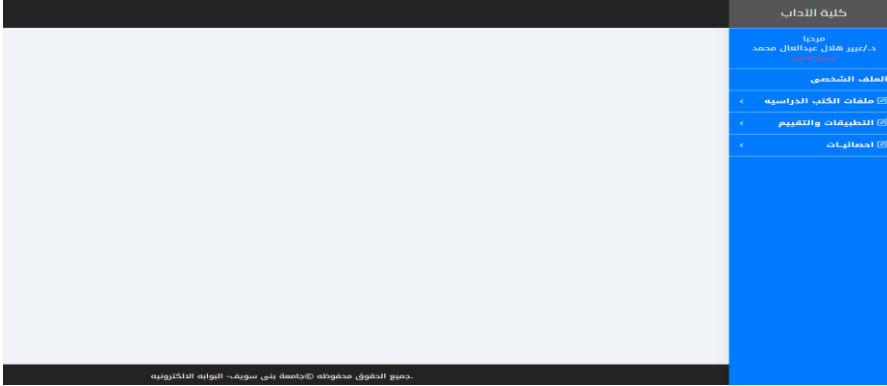 كلية الآداب
مرحبا
د./عبير هلال عبدالعال محمد
الملف الشخصى
ملفات الكتب الدراسيه
التطبيقات والتقييم
احصائيـات
جميع الحقوق محفوظه ©جامعة بنى سويف- البوابه الالكترونيه.